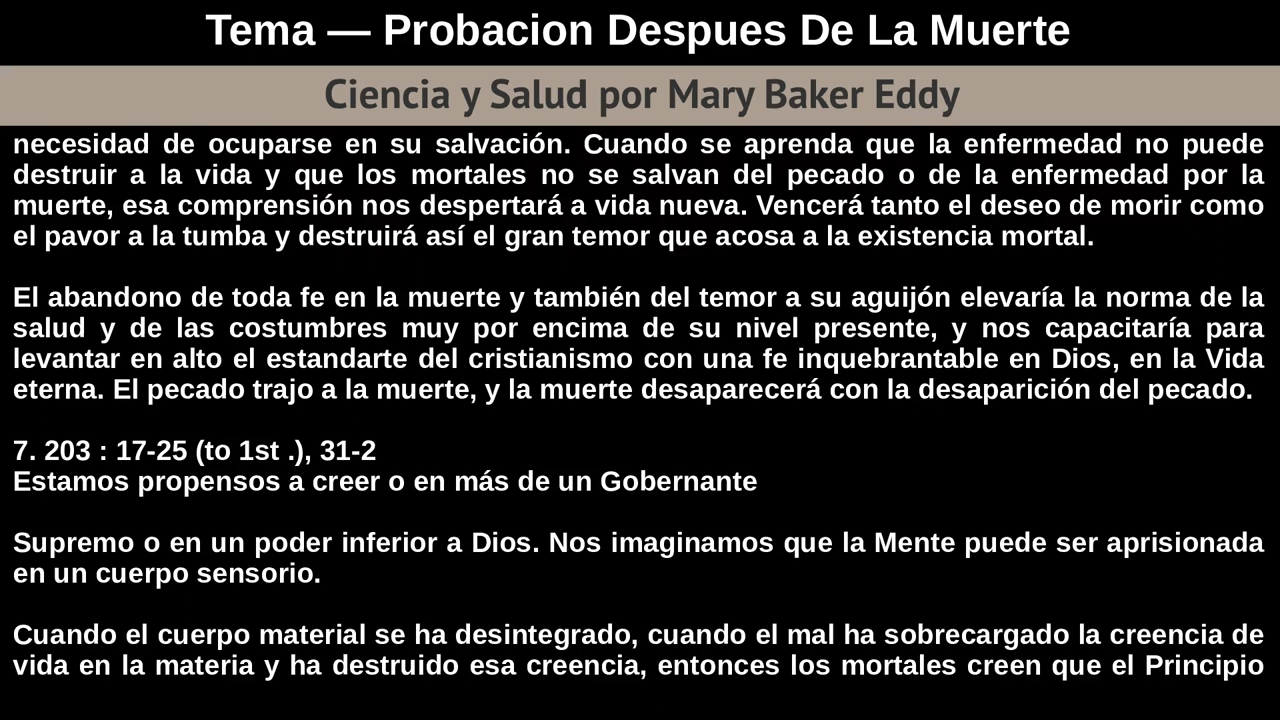 Tema — Probacion Despues De La Muerte
Ciencia y Salud por Mary Baker Eddy
necesidad de ocuparse en su salvación. Cuando se aprenda que la enfermedad no puede
destruir a la vida y que los mortales no se salvan del pecado o de la enfermedad por la
muerte, esa comprensión nos despertará a vida nueva. Vencerá tanto el deseo de morir como
el pavor a la tumba y destruirá así el gran temor que acosa a la existencia mortal.
El abandono de toda fe en la muerte y también del temor a su aguijón elevaría la norma de la
salud y de las costumbres muy por encima de su nivel presente, y nos capacitaría para
levantar en alto el estandarte del cristianismo con una fe inquebrantable en Dios, en la Vida
eterna. El pecado trajo a la muerte, y la muerte desaparecerá con la desaparición del pecado.
7. 203 : 17-25 (to 1st .), 31-2
Estamos propensos a creer o en más de un Gobernante
Supremo o en un poder inferior a Dios. Nos imaginamos que la Mente puede ser aprisionada
en un cuerpo sensorio.
Cuando el cuerpo material se ha desintegrado, cuando el mal ha sobrecargado la creencia de
vida en la materia y ha destruido esa creencia, entonces los mortales creen que el Principio